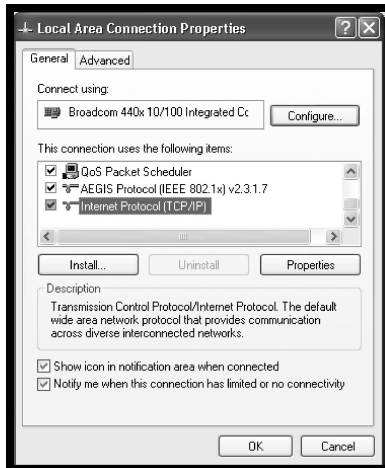 Local Area Connection Properties
General Advanced
Connect using:
Broadcom 440x 10/100 Integrated Cc
Configure...
This connection uses the following items:
QoS Packet Scheduler
AEGIS Protocol (IEEE 802.1x) v2.3.1.7
Internet Protocol (TCP/IP)
Install... Uninstall Properties
Description
Transmission Control Protocol/Internet Protocol. The default
wide area network protocol that provides communication
across diverse interconnected networks.
Show icon in notification area when connected
Notify me when this connection has limited or no connectivity
OK Cancel